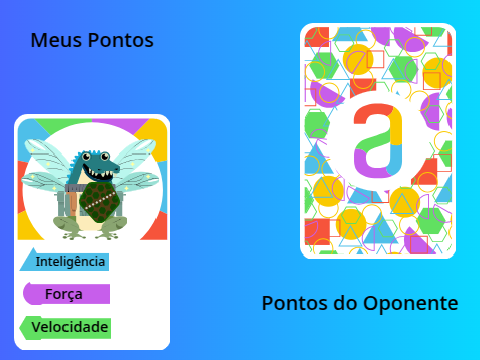 Meus Pontos
a
Inteligência
Força
Velocidade
Pontos do Oponente